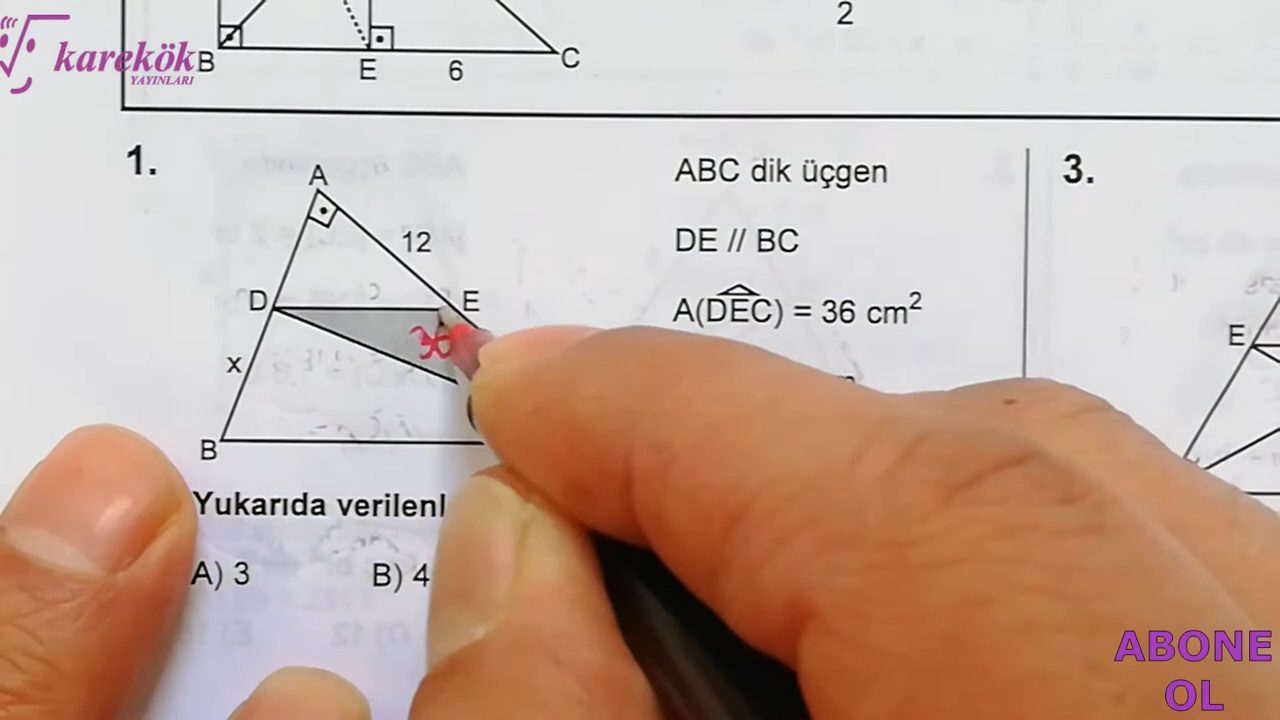 2
karekök
YAYINLARI
B
E
6
C
1.
A
12
D
E
36
x
B
ABC dik üçgen
DE // BC
A(DEC) = 36 cm²
Yukarıda verilenl
A) 3
B) 4
3.
E
ABONE
OL